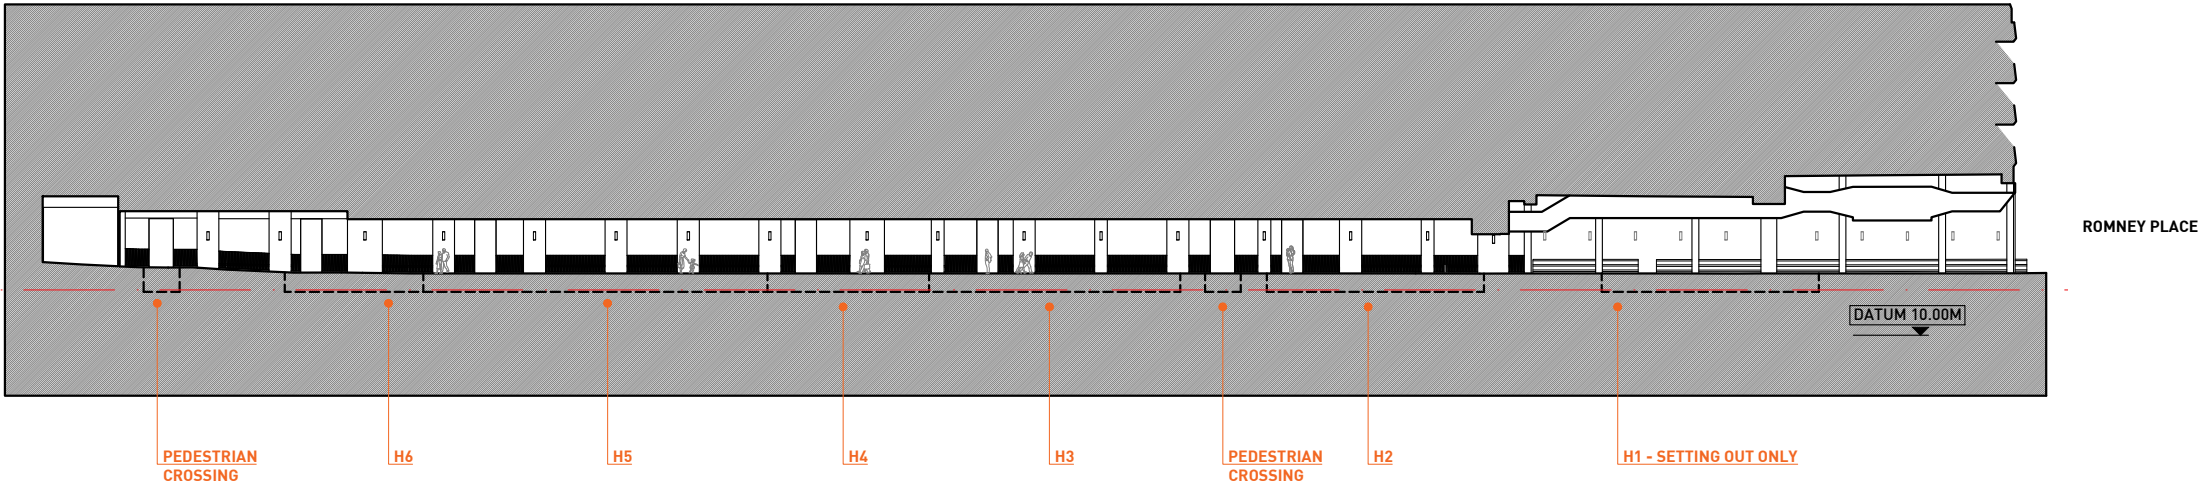 ROMNEY PLACE
DATUM 10.00M
PEDESTRIAN
CROSSING
H6
H5
H4
H3
PEDESTRIAN
CROSSING
H2
H1 - SETTING OUT ONLY